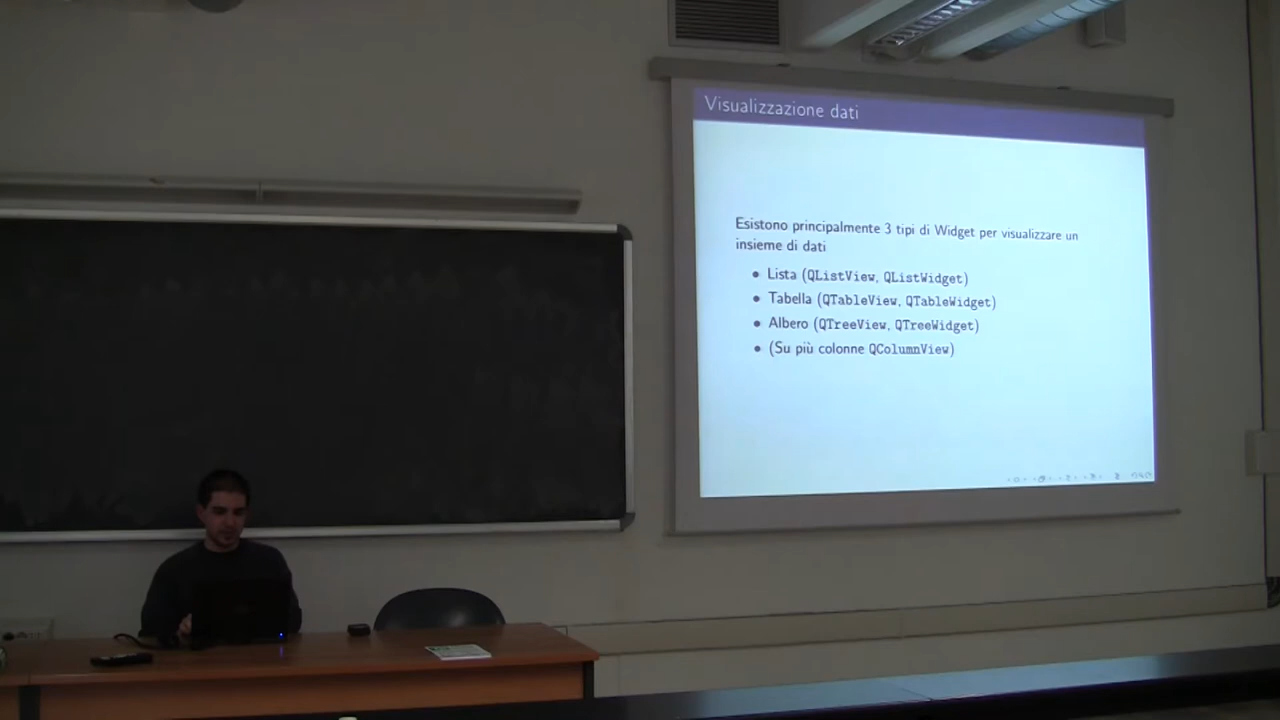 Visualizzazione dati
Esistono principalmente 3 tipi di Widget per visualizzare un
insieme di dati
• Lista (QListView, QListWidget)
• Tabella (QTableView, QTableWidget)
• Albero (QTreeView, QTreeWidget)
• (Su più colonne QColumnView)